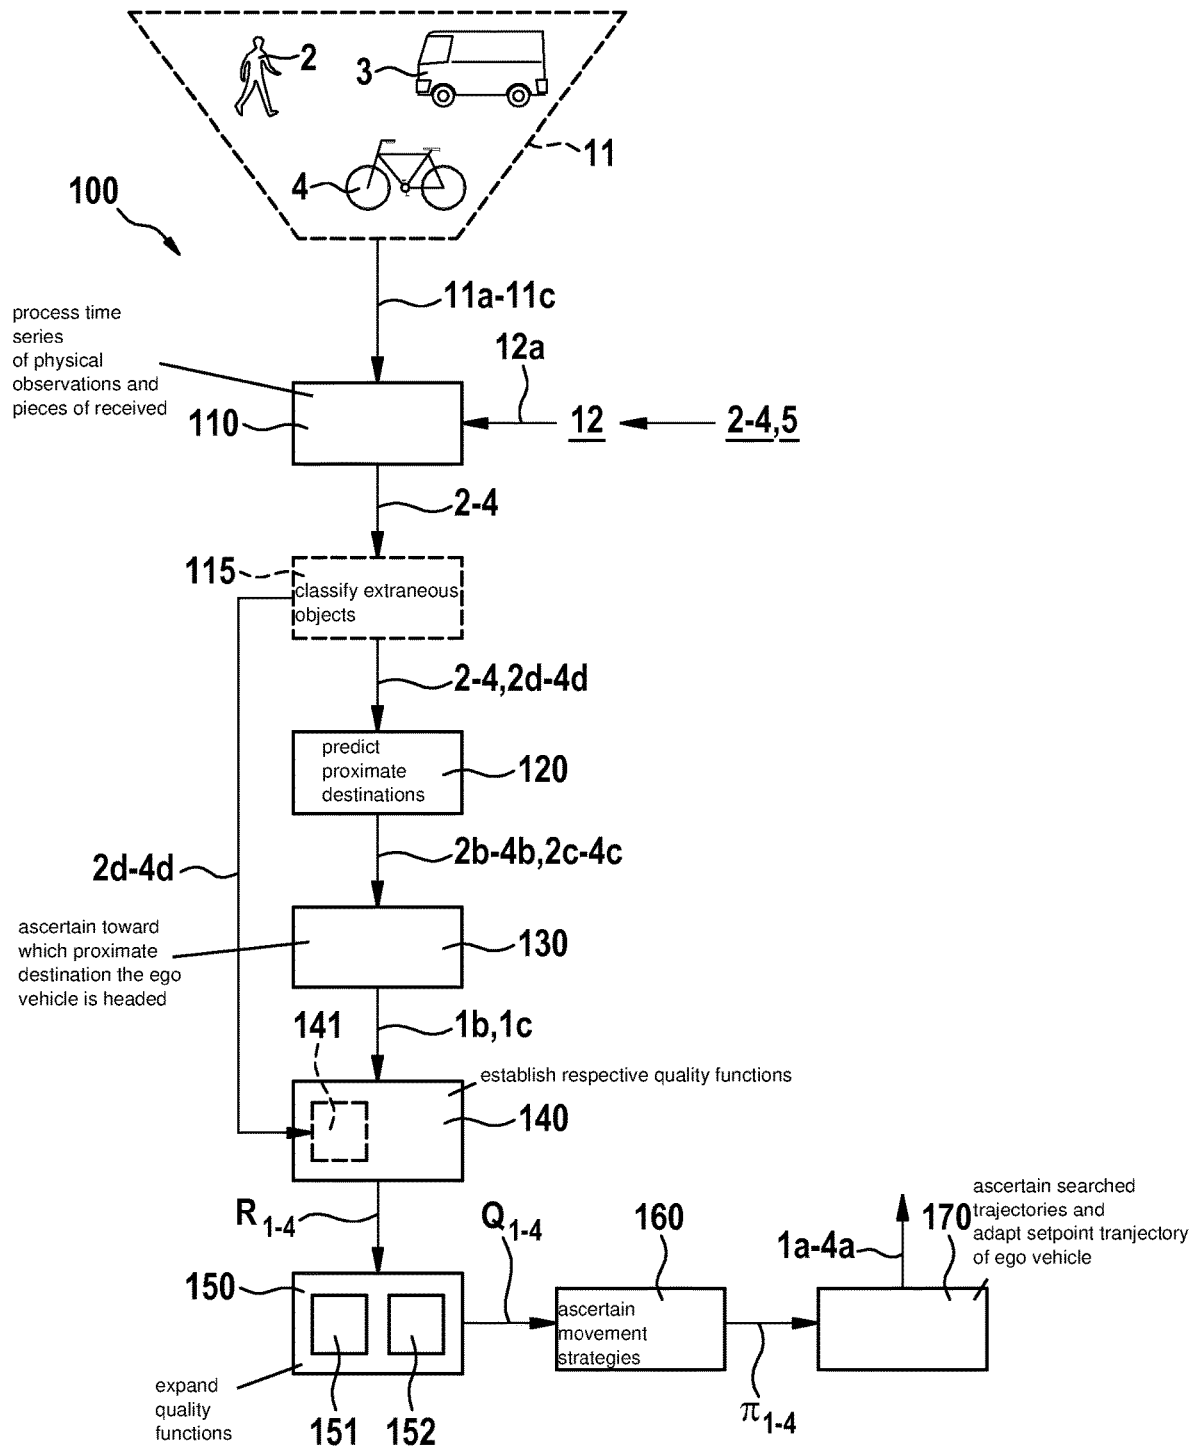 2
3
11
4
100
11a-11c
process time
series
of physical
observations and
pieces of received
12a
110
12
2-4,5
2-4
115
classify extraneous
objects
2-4,2d-4d
predict
proximate
destinations
120
2b-4b,2c-4c
2d-4d
ascertain toward
which proximate
destination the ego
vehicle is headed
130
1b,1c
141
establish respective quality functions
140
R1-4
Q1-4
160
1a-4a
170
ascertain searched
trajectories and
adapt setpoint tranjectory
of ego vehicle
150
ascertain
movement
strategies
expand
quality
functions
151
152
π1-4